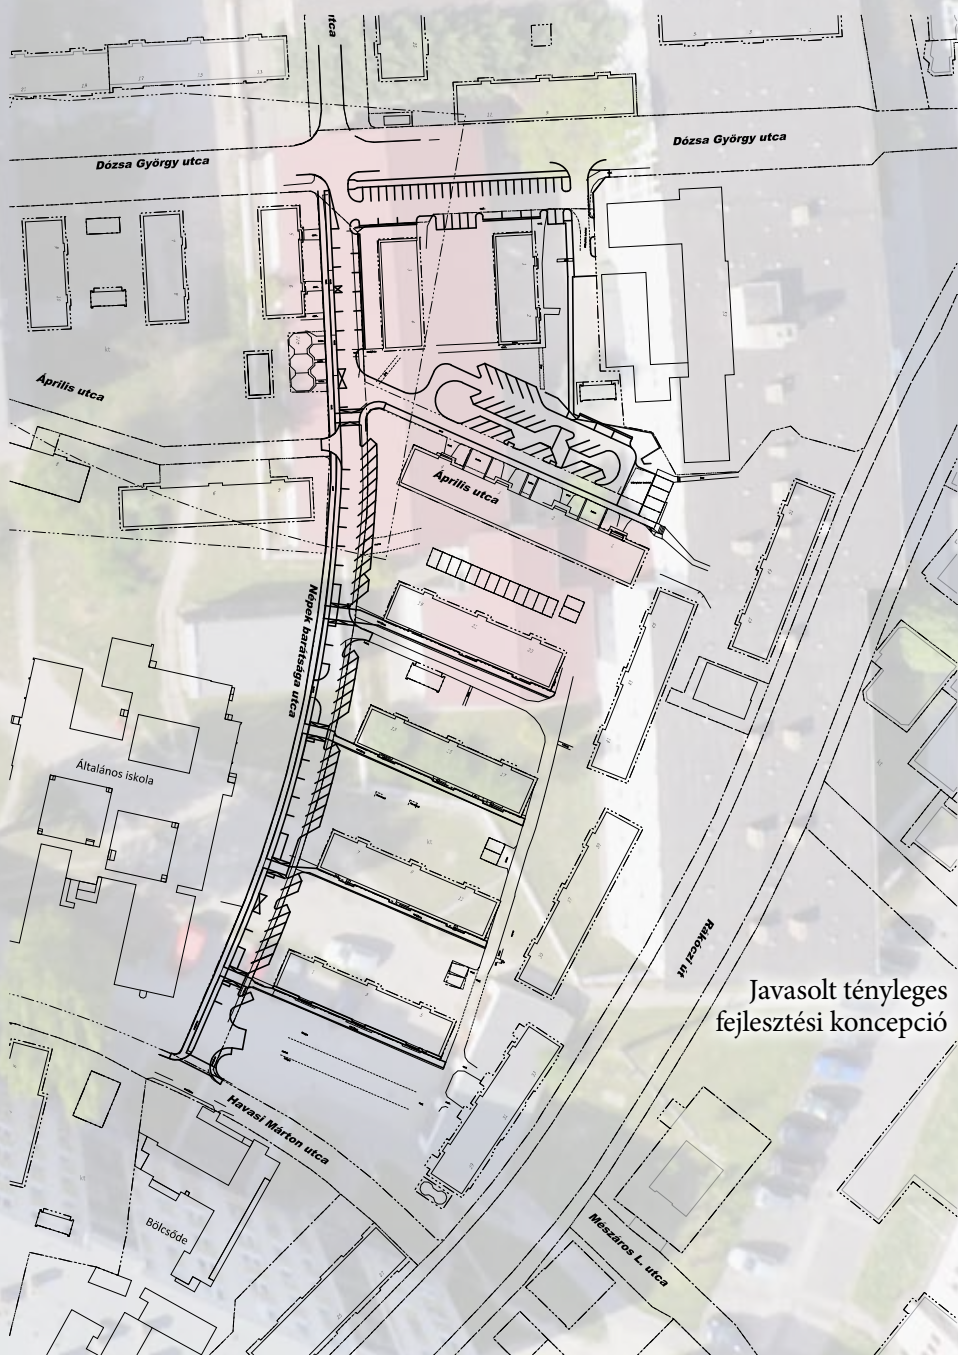 Dózsa György utca
Dózsa György utca
Április utca
Április utca
Népek barátsága utca
Általános iskola
Rákóczi út
Javasolt tényleges
fejlesztési koncepció
Havasi Márton utca
Bölcsőde
Mészáros L. utca